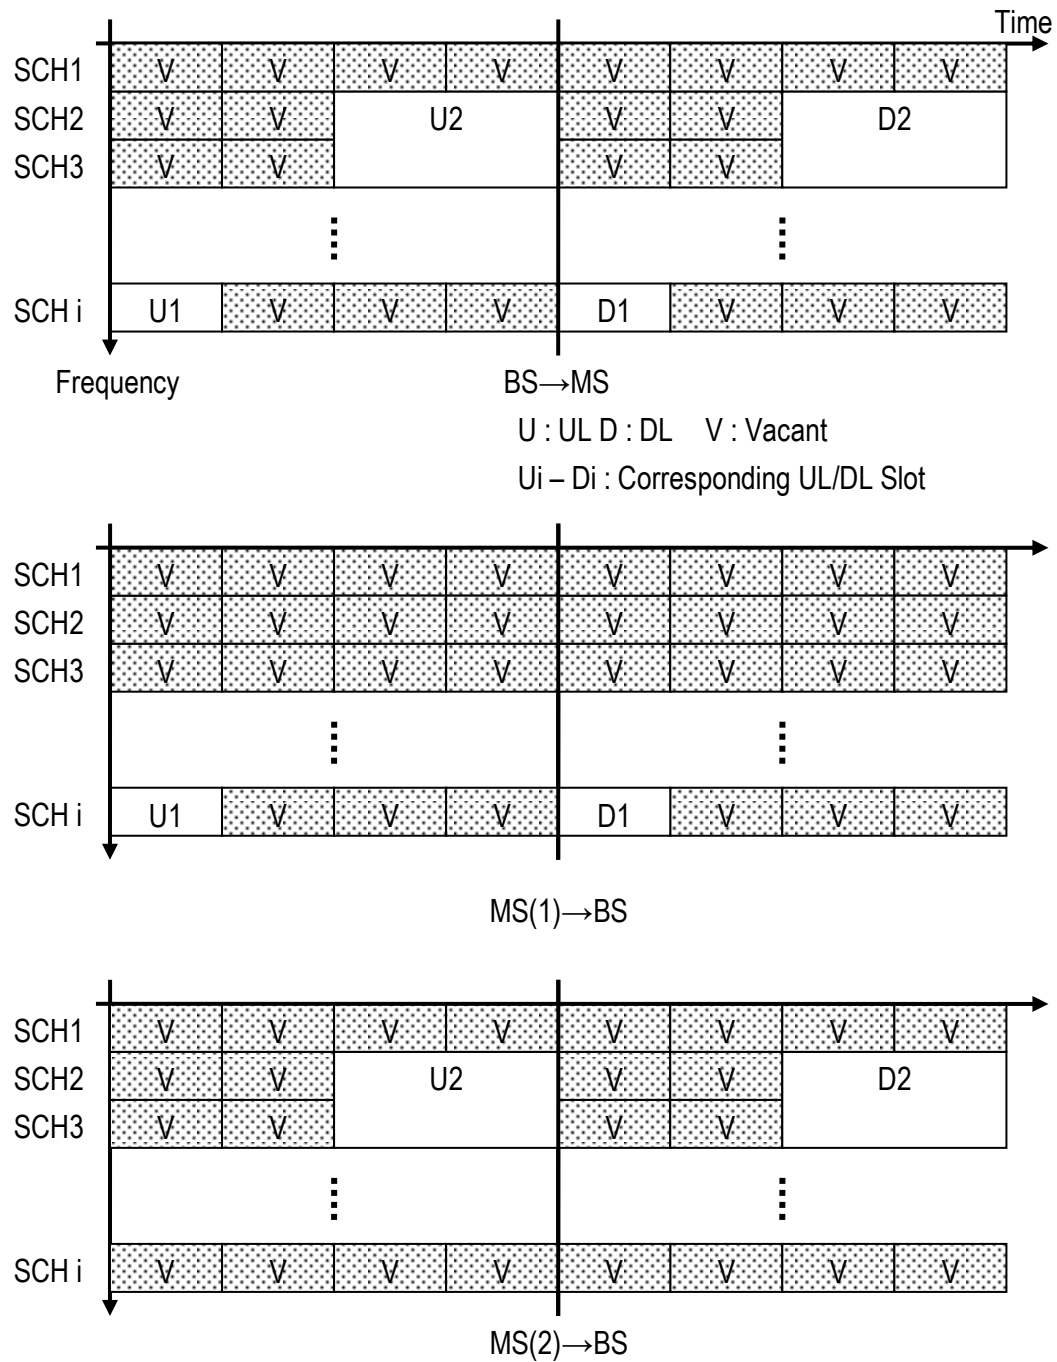 Time
SCH1 V V V V V V V V
SCH2 V V U2 V V D2
SCH3 V V V V
SCH i U1 V V V D1 V V V
Frequency BS→MS
U : UL D : DL V : Vacant
Ui – Di : Corresponding UL/DL Slot
SCH1 V V V V V V V V
SCH2 V V V V V V V V
SCH3 V V V V V V V V
SCH i U1 V V V D1 V V V
MS(1)→BS
SCH1 V V V V V V V V
SCH2 V V U2 V V D2
SCH3 V V V V
SCH i V V V V V V V V
MS(2)→BS